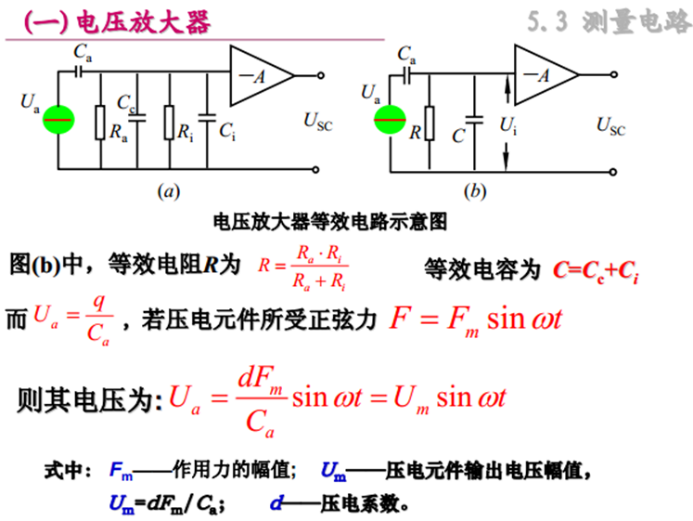 (一)电压放大器
5.3 测量电路
Ca
Ua
Ra
Cc
Ri
Ci
—A
USC
(a)
Ca
Ua
R
C
Ui
—A
USC
(b)
电压放大器等效电路示意图
图(b)中，等效电阻R为 R = Ra · Ri / Ra + Ri 等效电容为 C=Cc+Ci
而 Ua = q / Ca ，若压电元件所受正弦力 F = Fm sin ωt
则其电压为: Ua = dFm / Ca sin ωt = Um sin ωt
式中： Fm——作用力的幅值; Um——压电元件输出电压幅值，
Um=dFm/Ca； d——压电系数。